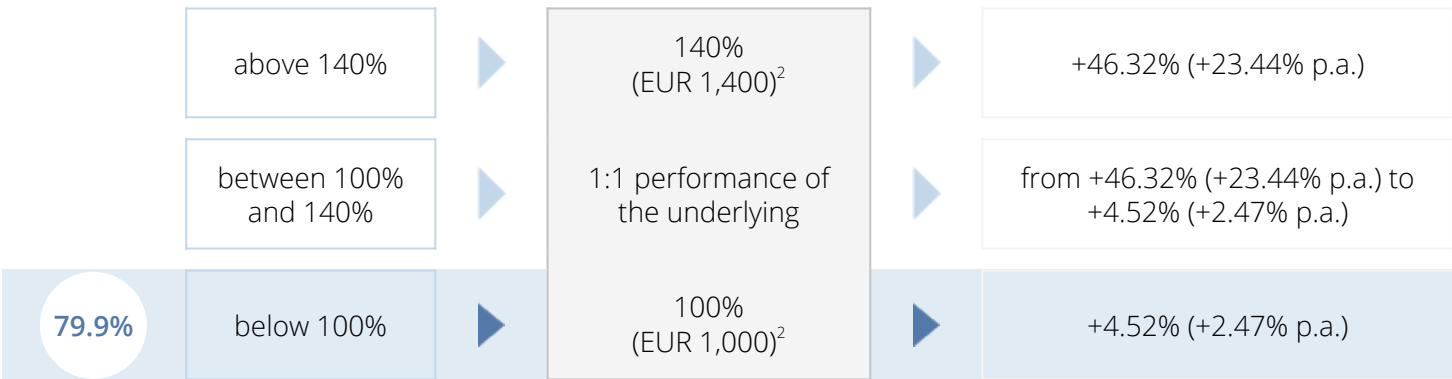 above 140%
140%
(EUR 1,400)²
+46.32% (+23.44% p.a.)
between 100%
and 140%
1:1 performance of
the underlying
from +46.32% (+23.44% p.a.) to
+4.52% (+2.47% p.a.)
79.9%
below 100%
100%
(EUR 1,000)²
+4.52% (+2.47% p.a.)